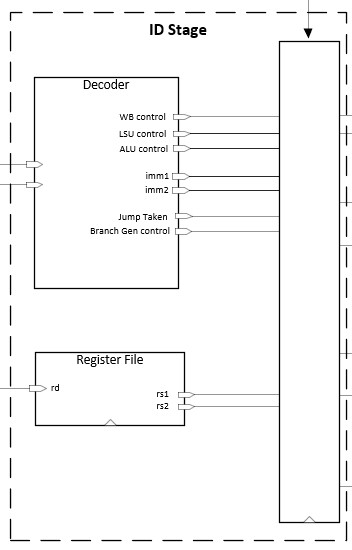 ID Stage
Decoder
WB control
LSU control
ALU control
imm1
imm2
Jump Taken
Branch Gen control
Register File
rd
rs1
rs2